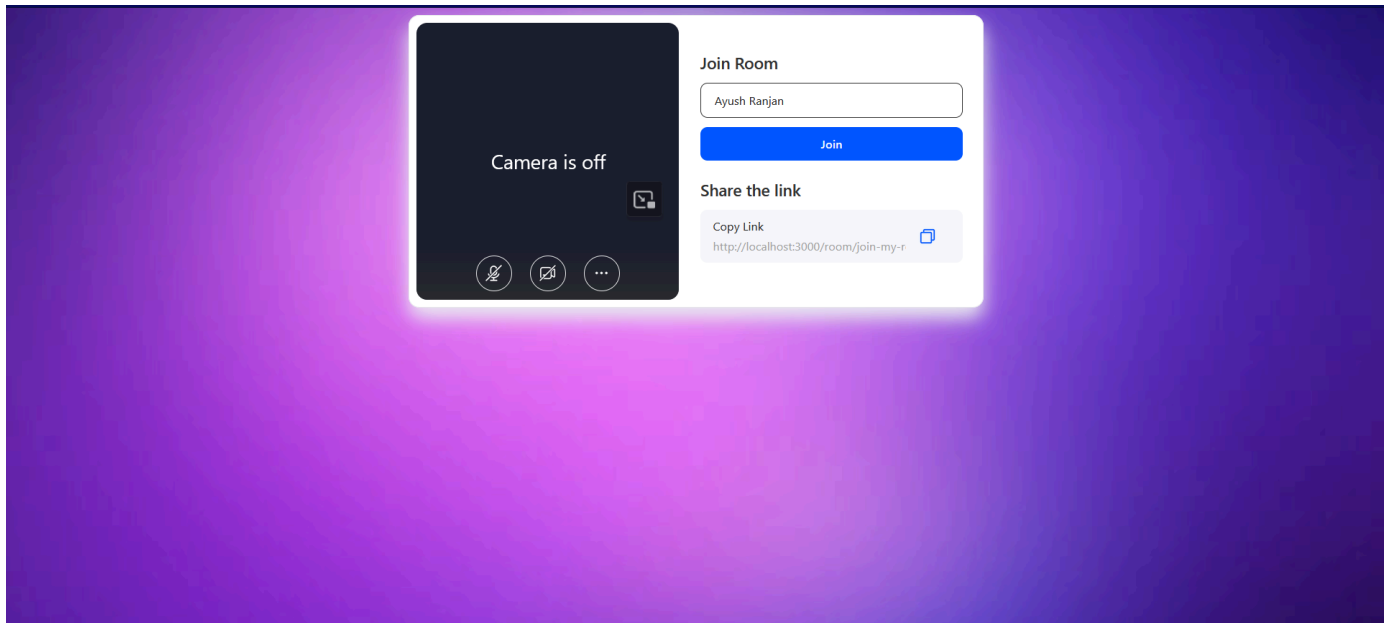 Camera is off
Join Room
Ayush Ranjan
Join
Share the link
Copy Link
http://localhost:3000/room/join-my-r